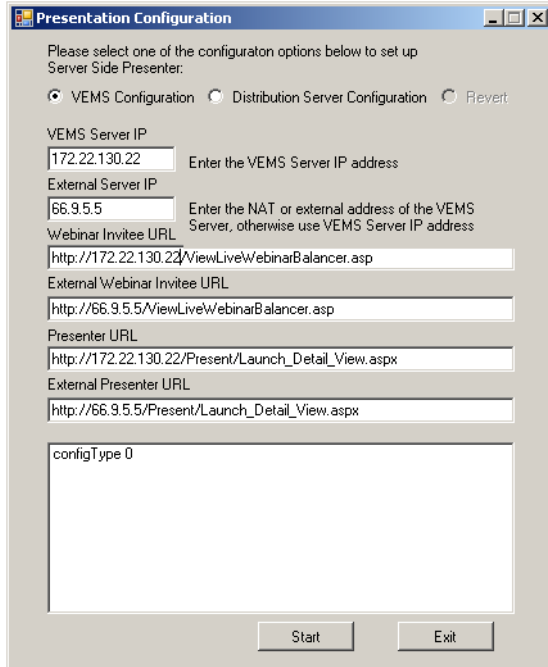 Presentation Configuration
Please select one of the configuraton options below to set up
Server Side Presenter:
VEMS Configuration Distribution Server Configuration Revert
VEMS Server IP
172.22.130.22 Enter the VEMS Server IP address
External Server IP
66.9.5.5 Enter the NAT or external address of the VEMS
Server, otherwise use VEMS Server IP address
Webinar Invitee URL
http://172.22.130.22/ViewLiveWebinarBalancer.asp
External Webinar Invitee URL
http://66.9.5.5/ViewLiveWebinarBalancer.asp
Presenter URL
http://172.22.130.22/Present/Launch_Detail_View.aspx
External Presenter URL
http://66.9.5.5/Present/Launch_Detail_View.aspx
configType 0
Start Exit